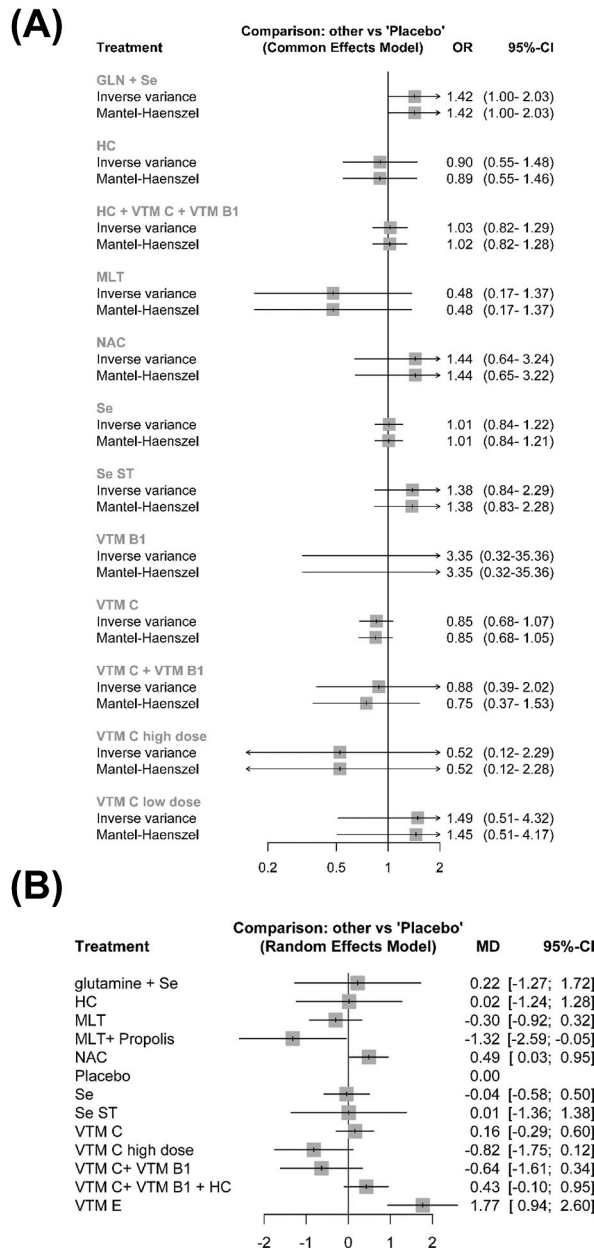 (A)
Comparison: other vs 'Placebo'
Treatment (Common Effects Model) OR 95%-CI
GLN + Se
Inverse variance 1.42 (1.00- 2.03)
Mantel-Haenszel 1.42 (1.00- 2.03)
HC
Inverse variance 0.90 (0.55- 1.48)
Mantel-Haenszel 0.89 (0.55- 1.46)
HC + VTM C + VTM B1
Inverse variance 1.03 (0.82- 1.29)
Mantel-Haenszel 1.02 (0.82- 1.28)
MLT
Inverse variance 0.48 (0.17- 1.37)
Mantel-Haenszel 0.48 (0.17- 1.37)
NAC
Inverse variance 1.44 (0.64- 3.24)
Mantel-Haenszel 1.44 (0.65- 3.22)
Se
Inverse variance 1.01 (0.84- 1.22)
Mantel-Haenszel 1.01 (0.84- 1.21)
Se ST
Inverse variance 1.38 (0.84- 2.29)
Mantel-Haenszel 1.38 (0.83- 2.28)
VTM B1
Inverse variance 3.35 (0.32-35.36)
Mantel-Haenszel 3.35 (0.32-35.36)
VTM C
Inverse variance 0.85 (0.68- 1.07)
Mantel-Haenszel 0.85 (0.68- 1.05)
VTM C + VTM B1
Inverse variance 0.88 (0.39- 2.02)
Mantel-Haenszel 0.75 (0.37- 1.53)
VTM C high dose
Inverse variance 0.52 (0.12- 2.29)
Mantel-Haenszel 0.52 (0.12- 2.28)
VTM C low dose
Inverse variance 1.49 (0.51- 4.32)
Mantel-Haenszel 1.45 (0.51- 4.17)
0.2 0.5 1 2
(B)
Comparison: other vs 'Placebo'
Treatment (Random Effects Model) MD 95%-CI
glutamine + Se 0.22 [-1.27; 1.72]
HC 0.02 [-1.24; 1.28]
MLT -0.30 [-0.92; 0.32]
MLT+ Propolis -1.32 [-2.59; -0.05]
NAC 0.49 [ 0.03; 0.95]
Placebo 0.00
Se -0.04 [-0.58; 0.50]
Se ST 0.01 [-1.36; 1.38]
VTM C 0.16 [-0.29; 0.60]
VTM C high dose -0.82 [-1.75; 0.12]
VTM C+ VTM B1 -0.64 [-1.61; 0.34]
VTM C+ VTM B1 + HC 0.43 [-0.10; 0.95]
VTM E 1.77 [ 0.94; 2.60]
-2 -1 0 1 2